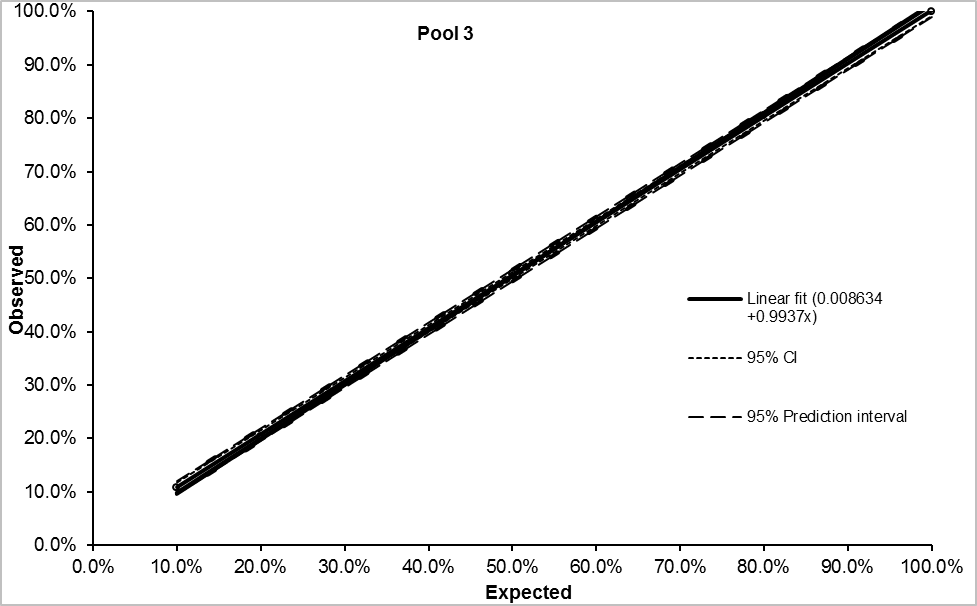 Pool 3
100.0%
90.0%
80.0%
70.0%
60.0%
50.0%
40.0%
30.0%
20.0%
10.0%
0.0%
Observed
Linear fit (0.008634
+0.9937x)
95% CI
95% Prediction interval
0.0% 10.0% 20.0% 30.0% 40.0% 50.0% 60.0% 70.0% 80.0% 90.0% 100.0%
Expected